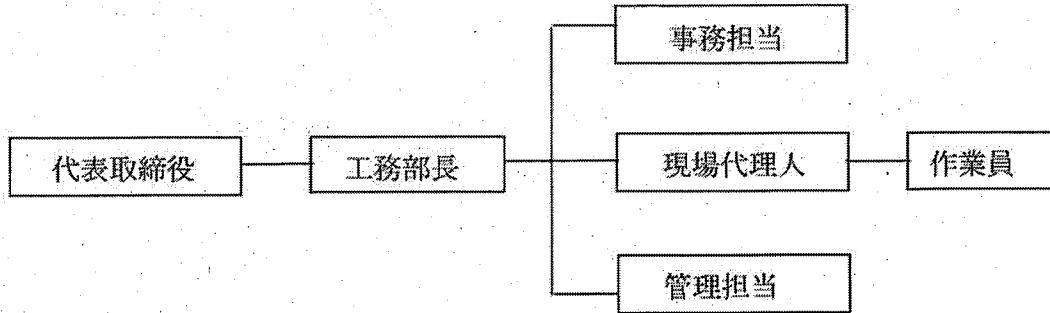 事務担当
代表取締役
工務部長
現場代理人
作業員
管理担当